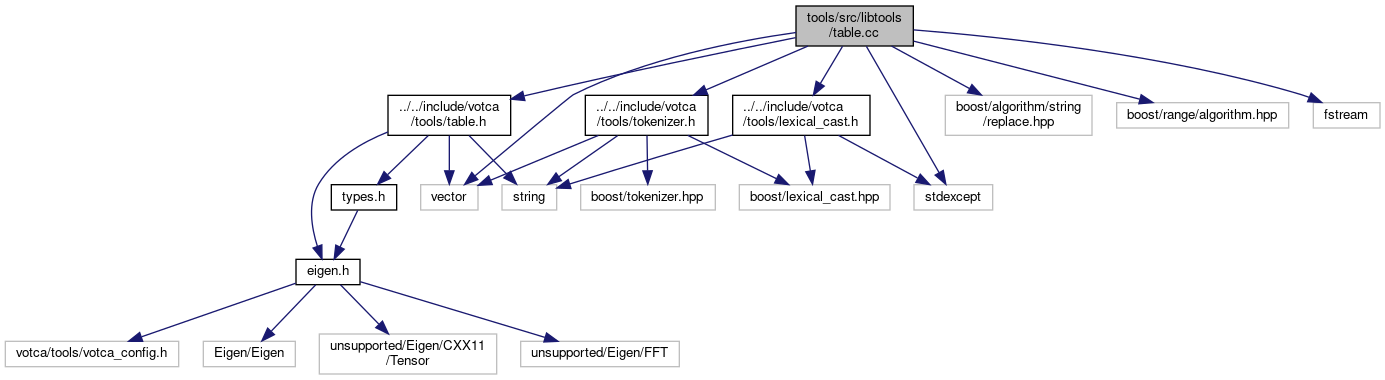 tools/src/libtools
/table.cc
../../include/votca
/tools/table.h
../../include/votca
/tools/tokenizer.h
../../include/votca
/tools/lexical_cast.h
boost/algorithm/string
/replace.hpp
boost/range/algorithm.hpp
fstream
types.h
vector
string
boost/tokenizer.hpp
boost/lexical_cast.hpp
stdexcept
eigen.h
votca/tools/votca_config.h
Eigen/Eigen
unsupported/Eigen/CXX11
/Tensor
unsupported/Eigen/FFT